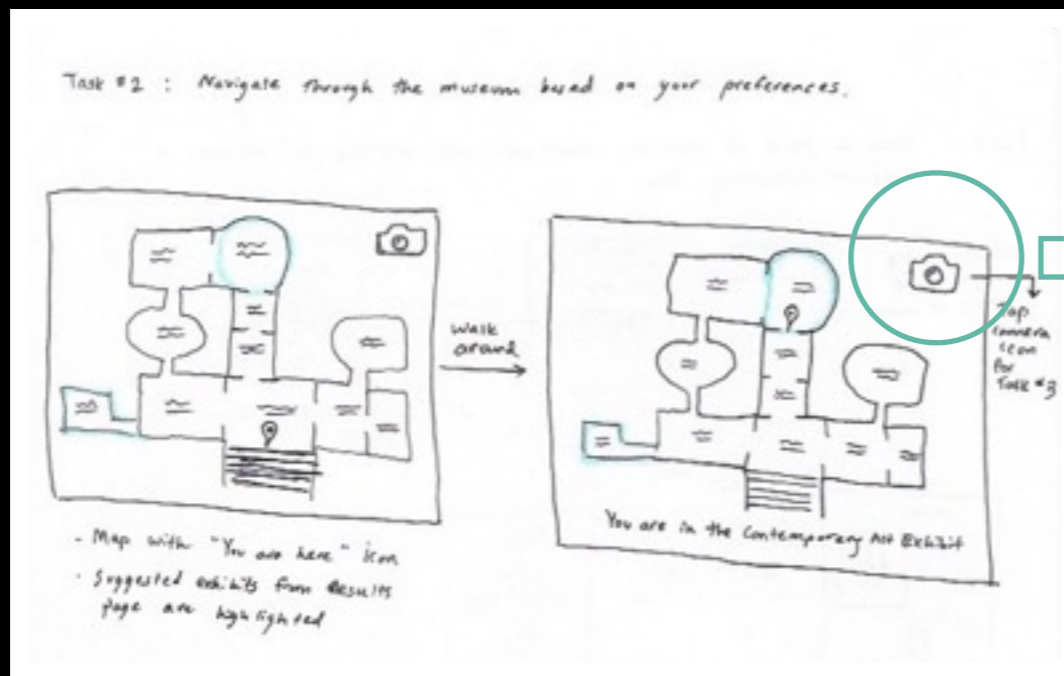 Task #2 : Navigate through the museum based on your preferences.
walk
around
Tap
camera
icon
for
Task #3
You are in the Contemporary Art Exhibit
- Map with "You are here" icon
- Suggested exhibits from Results
page are highlighted